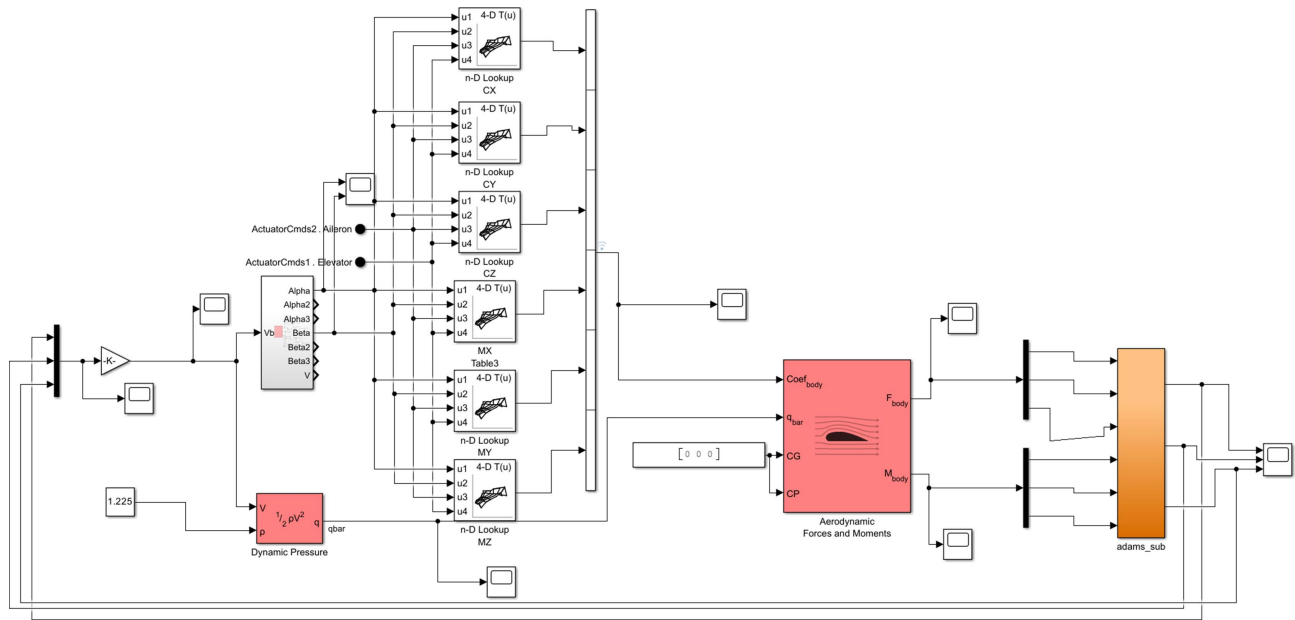 4-D T(u)
u1
u2
u3
u4
n-D Lookup
CX
4-D T(u)
u1
u2
u3
u4
n-D Lookup
CY
4-D T(u)
u1
u2
u3
u4
n-D Lookup
CZ
ActuatorCmds2 . Aileron
ActuatorCmds1 . Elevator
Vb
Alpha
Alpha2
Alpha3
Beta
Beta2
Beta3
V
4-D T(u)
u1
u2
u3
u4
MX
Table3
4-D T(u)
u1
u2
u3
u4
n-D Lookup
MY
4-D T(u)
u1
u2
u3
u4
n-D Lookup
MZ
-K-
1.225
V
ρ
1/2 ρV²
q
qbar
Dynamic Pressure
[0 0 0]
Coef body
q bar
CG
CP
F body
M body
Aerodynamic
Forces and Moments
adams_sub